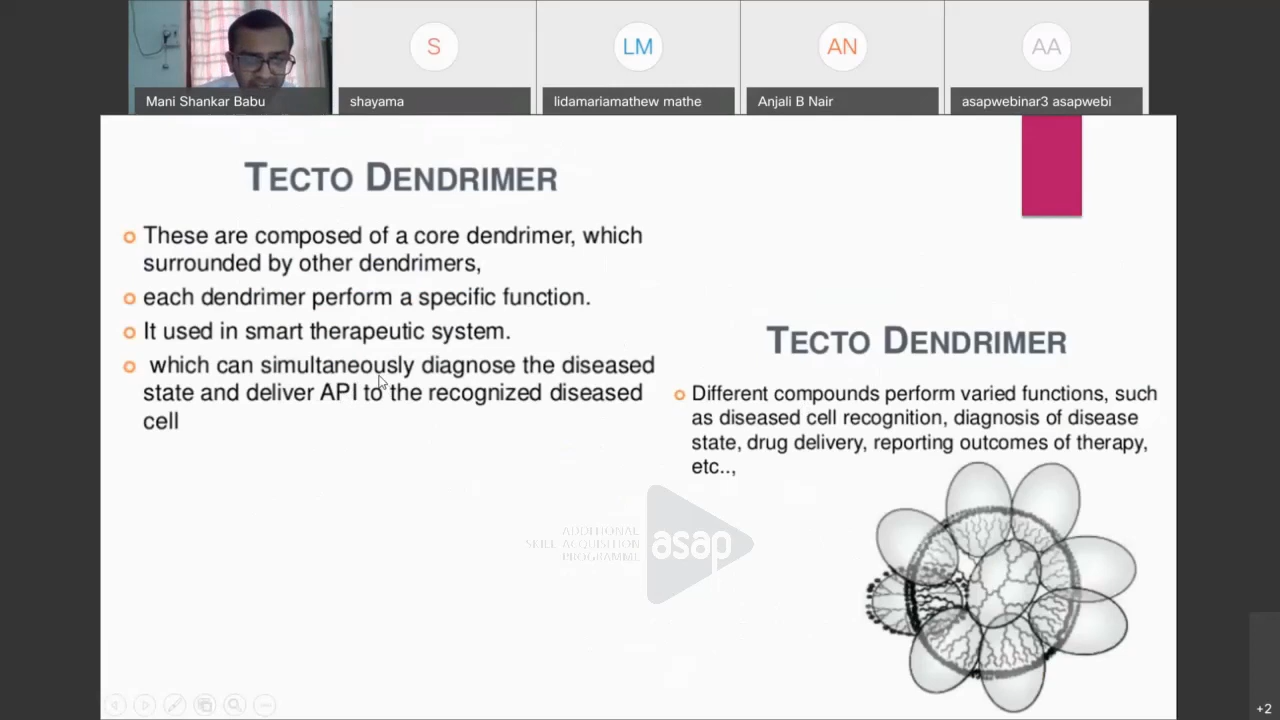 S
LM
AN
AA
Mani Shankar Babu
shayama
lidamariamathew mathe
Anjali B Nair
asapwebinar3 asapwebi
TECTO DENDRIMER
These are composed of a core dendrimer, which
surrounded by other dendrimers,
each dendrimer perform a specific function.
It used in smart therapeutic system.
which can simultaneously diagnose the diseased
state and deliver API to the recognized diseased
cell
TECTO DENDRIMER
Different compounds perform varied functions, such
as diseased cell recognition, diagnosis of disease
state, drug delivery, reporting outcomes of therapy,
etc..,
ADDITIONAL
SKILL ACQUISITION
PROGRAMME
asap
+2